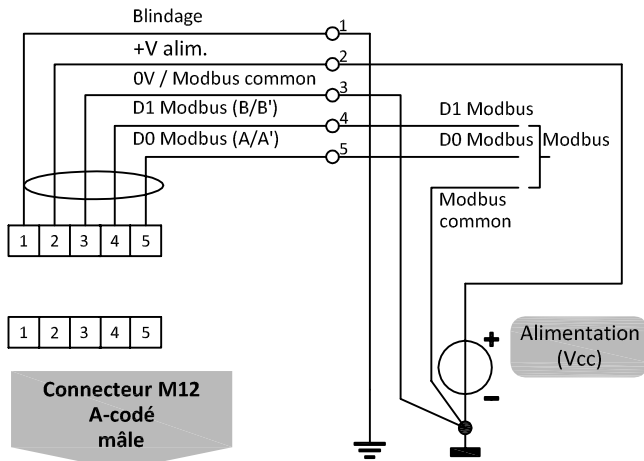 Blindage
1
+V alim.
2
0V / Modbus common
3
D1 Modbus (B/B')
4
D1 Modbus
D0 Modbus (A/A')
5
D0 Modbus
Modbus
Modbus
common
1 2 3 4 5
1 2 3 4 5
+
Alimentation
(Vcc)
−
Connecteur M12
A-codé
mâle